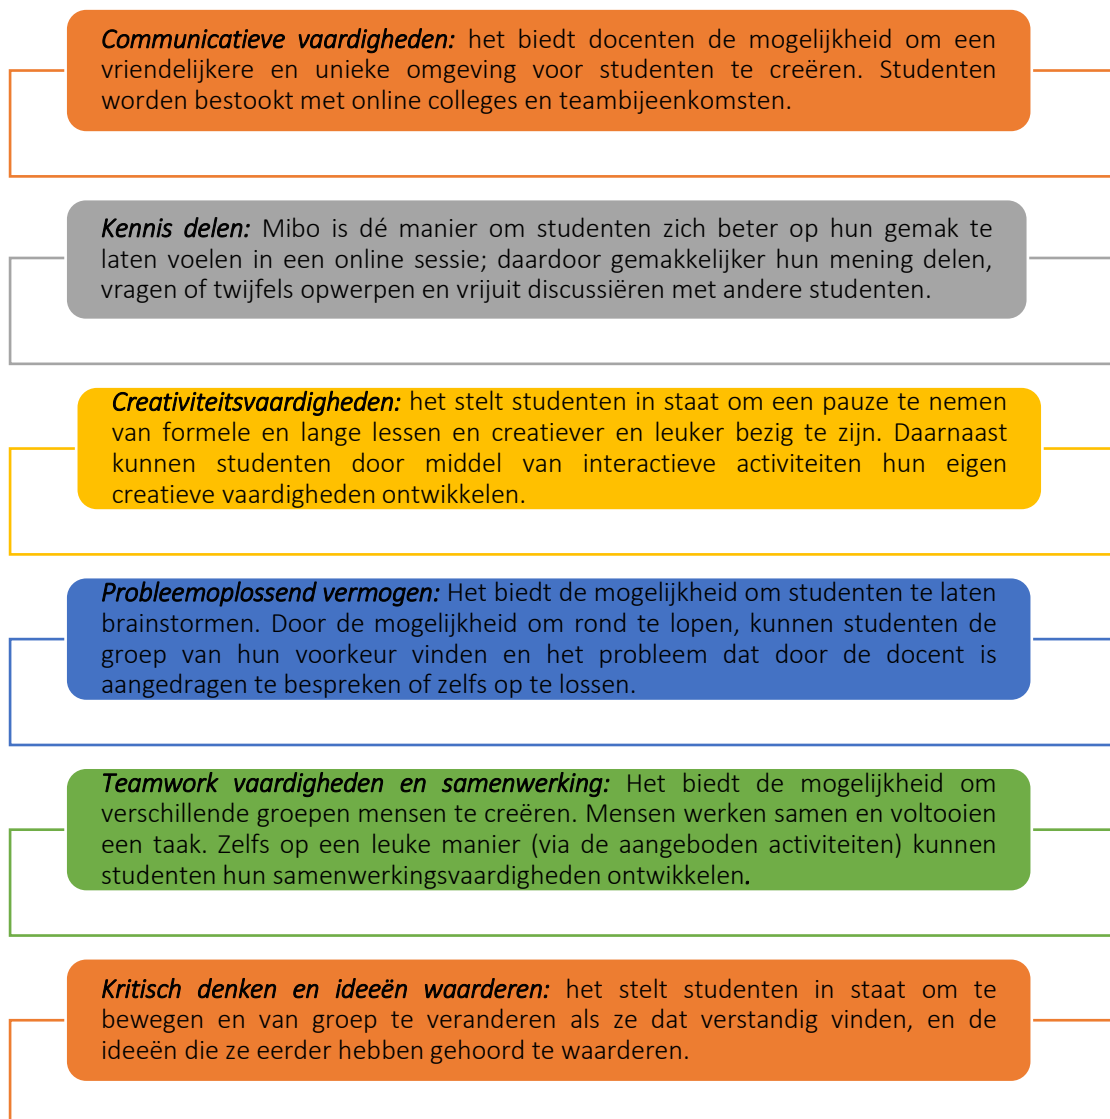 Communicatieve vaardigheden: het biedt docenten de mogelijkheid om een
vriendelijkere en unieke omgeving voor studenten te creëren. Studenten
worden bestookt met online colleges en teambijeenkomsten.
Kennis delen: Mibo is dé manier om studenten zich beter op hun gemak te
laten voelen in een online sessie; daardoor gemakkelijker hun mening delen,
vragen of twijfels opwerpen en vrijuit discussiëren met andere studenten.
Creativiteitsvaardigheden: het stelt studenten in staat om een pauze te nemen
van formele en lange lessen en creatiever en leuker bezig te zijn. Daarnaast
kunnen studenten door middel van interactieve activiteiten hun eigen
creatieve vaardigheden ontwikkelen.
Probleemoplossend vermogen: Het biedt de mogelijkheid om studenten te laten
brainstormen. Door de mogelijkheid om rond te lopen, kunnen studenten de
groep van hun voorkeur vinden en het probleem dat door de docent is
aangedragen te bespreken of zelfs op te lossen.
Teamwork vaardigheden en samenwerking: Het biedt de mogelijkheid om
verschillende groepen mensen te creëren. Mensen werken samen en voltooien
een taak. Zelfs op een leuke manier (via de aangeboden activiteiten) kunnen
studenten hun samenwerkingsvaardigheden ontwikkelen.
Kritisch denken en ideeën waarderen: het stelt studenten in staat om te
bewegen en van groep te veranderen als ze dat verstandig vinden, en de
ideeën die ze eerder hebben gehoord te waarderen.